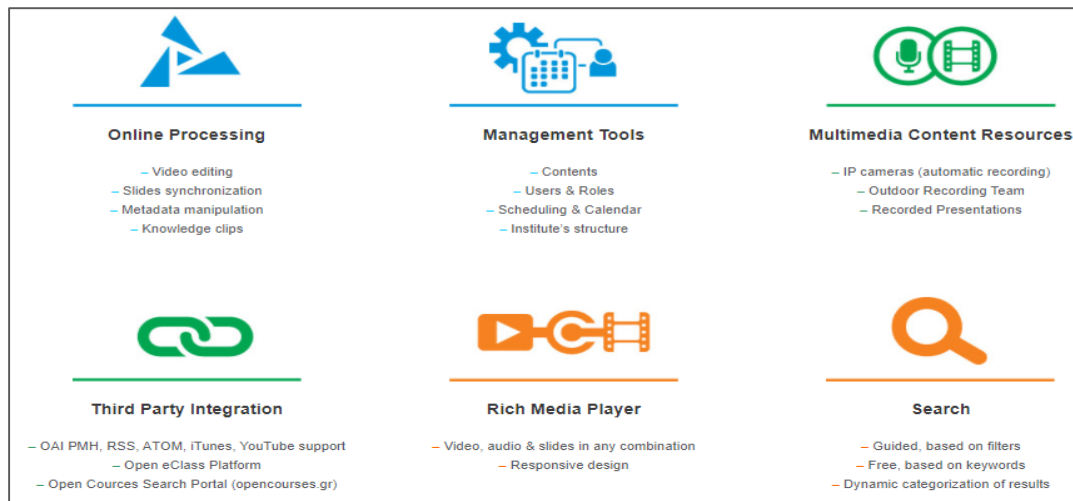 Online Processing
– Video editing
– Slides synchronization
– Metadata manipulation
– Knowledge clips
Management Tools
– Contents
– Users & Roles
– Scheduling & Calendar
– Institute's structure
Multimedia Content Resources
– IP cameras (automatic recording)
– Outdoor Recording Team
– Recorded Presentations
Third Party Integration
– OAI PMH, RSS, ATOM, iTunes, YouTube support
– Open eClass Platform
– Open Cources Search Portal (opencourses.gr)
Rich Media Player
– Video, audio & slides in any combination
– Responsive design
Search
– Guided, based on filters
– Free, based on keywords
– Dynamic categorization of results